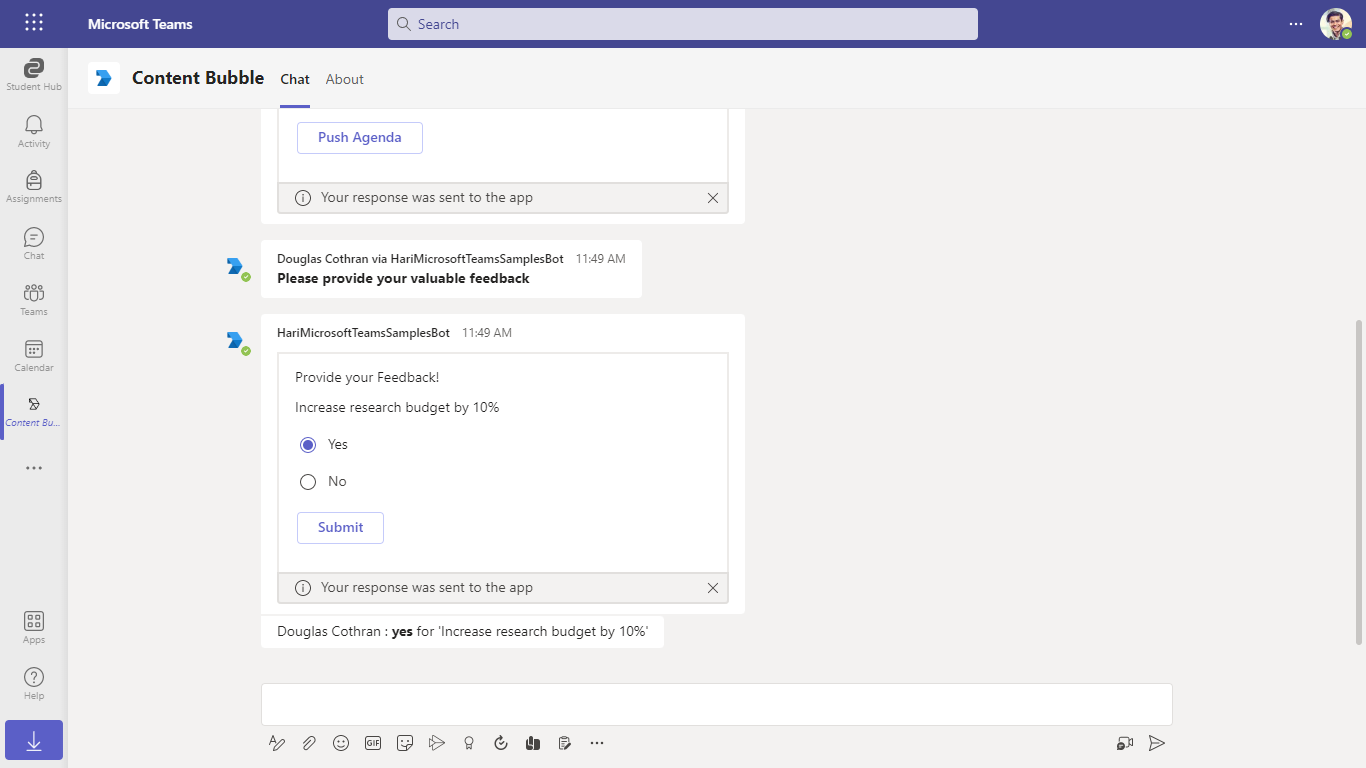 Microsoft Teams
Search
Student Hub
Activity
Assignments
Chat
Teams
Calendar
Content Bu...
Apps
Help
Content Bubble
Chat
About
Push Agenda
Your response was sent to the app
Douglas Cothran via HariMicrosoftTeamsSamplesBot 11:49 AM
Please provide your valuable feedback
HariMicrosoftTeamsSamplesBot 11:49 AM
Provide your Feedback!
Increase research budget by 10%
Yes
No
Submit
Your response was sent to the app
Douglas Cothran : yes for 'Increase research budget by 10%'
GIF